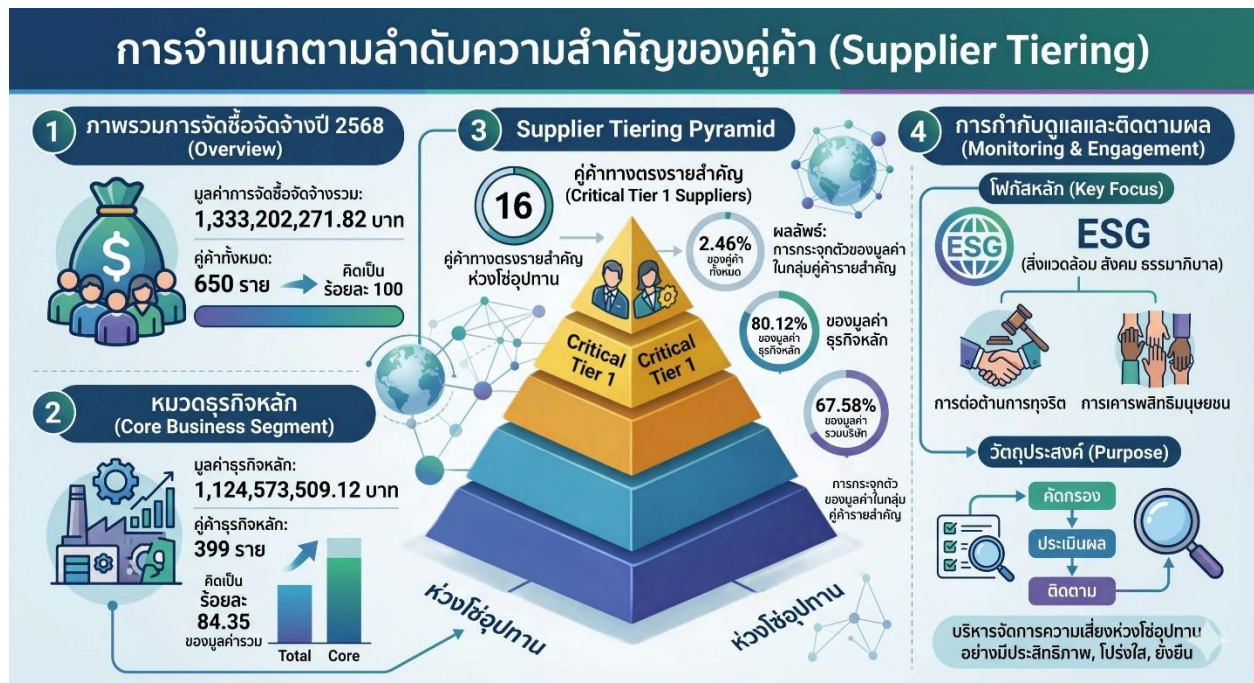 การจำแนกตามลำดับความสำคัญของคู่ค้า (Supplier Tiering)
1
ภาพรวมการจัดซื้อจัดจ้างปี 2568
(Overview)
$
มูลค่าการจัดซื้อจัดจ้างรวม:
1,333,202,271.82 บาท
คู่ค้าทั้งหมด:
650 ราย
คิดเป็น
ร้อยละ 100
2
หมวดธุรกิจหลัก
(Core Business Segment)
มูลค่าธุรกิจหลัก:
1,124,573,509.12 บาท
คู่ค้าธุรกิจหลัก:
399 ราย
คิดเป็น
ร้อยละ
84.35
ของมูลค่ารวม
Total
Core
3
Supplier Tiering Pyramid
16
คู่ค้าทางตรงรายสำคัญ
ห่วงโซ่อุปทาน
คู่ค้าทางตรงรายสำคัญ
(Critical Tier 1 Suppliers)
2.46%
ของคู่ค้า
ทั้งหมด
ผลลัพธ์:
การกระจุกตัวของมูลค่า
ในกลุ่มคู่ค้ารายสำคัญ
Critical
Tier 1
Critical
Tier 1
80.12%
ของมูลค่า
ธุรกิจหลัก
ของมูลค่า
ธุรกิจหลัก
67.58%
ของมูลค่า
รวมบริษัท
การกระจุกตัว
ของมูลค่าในกลุ่ม
คู่ค้ารายสำคัญ
ห่วงโซ่อุปทาน
ห่วงโซ่อุปทาน
4
การกำกับดูแลและติดตามผล
(Monitoring & Engagement)
โฟกัสหลัก (Key Focus)
ESG
ESG
(สิ่งแวดล้อม สังคม ธรรมาภิบาล)
การต่อต้านการทุจริต
การเคารพสิทธิมนุษยชน
วัตถุประสงค์ (Purpose)
คัดกรอง
ประเมินผล
ติดตาม
บริหารจัดการความเสี่ยงห่วงโซ่อุปทาน
อย่างมีประสิทธิภาพ, โปร่งใส, ยั่งยืน